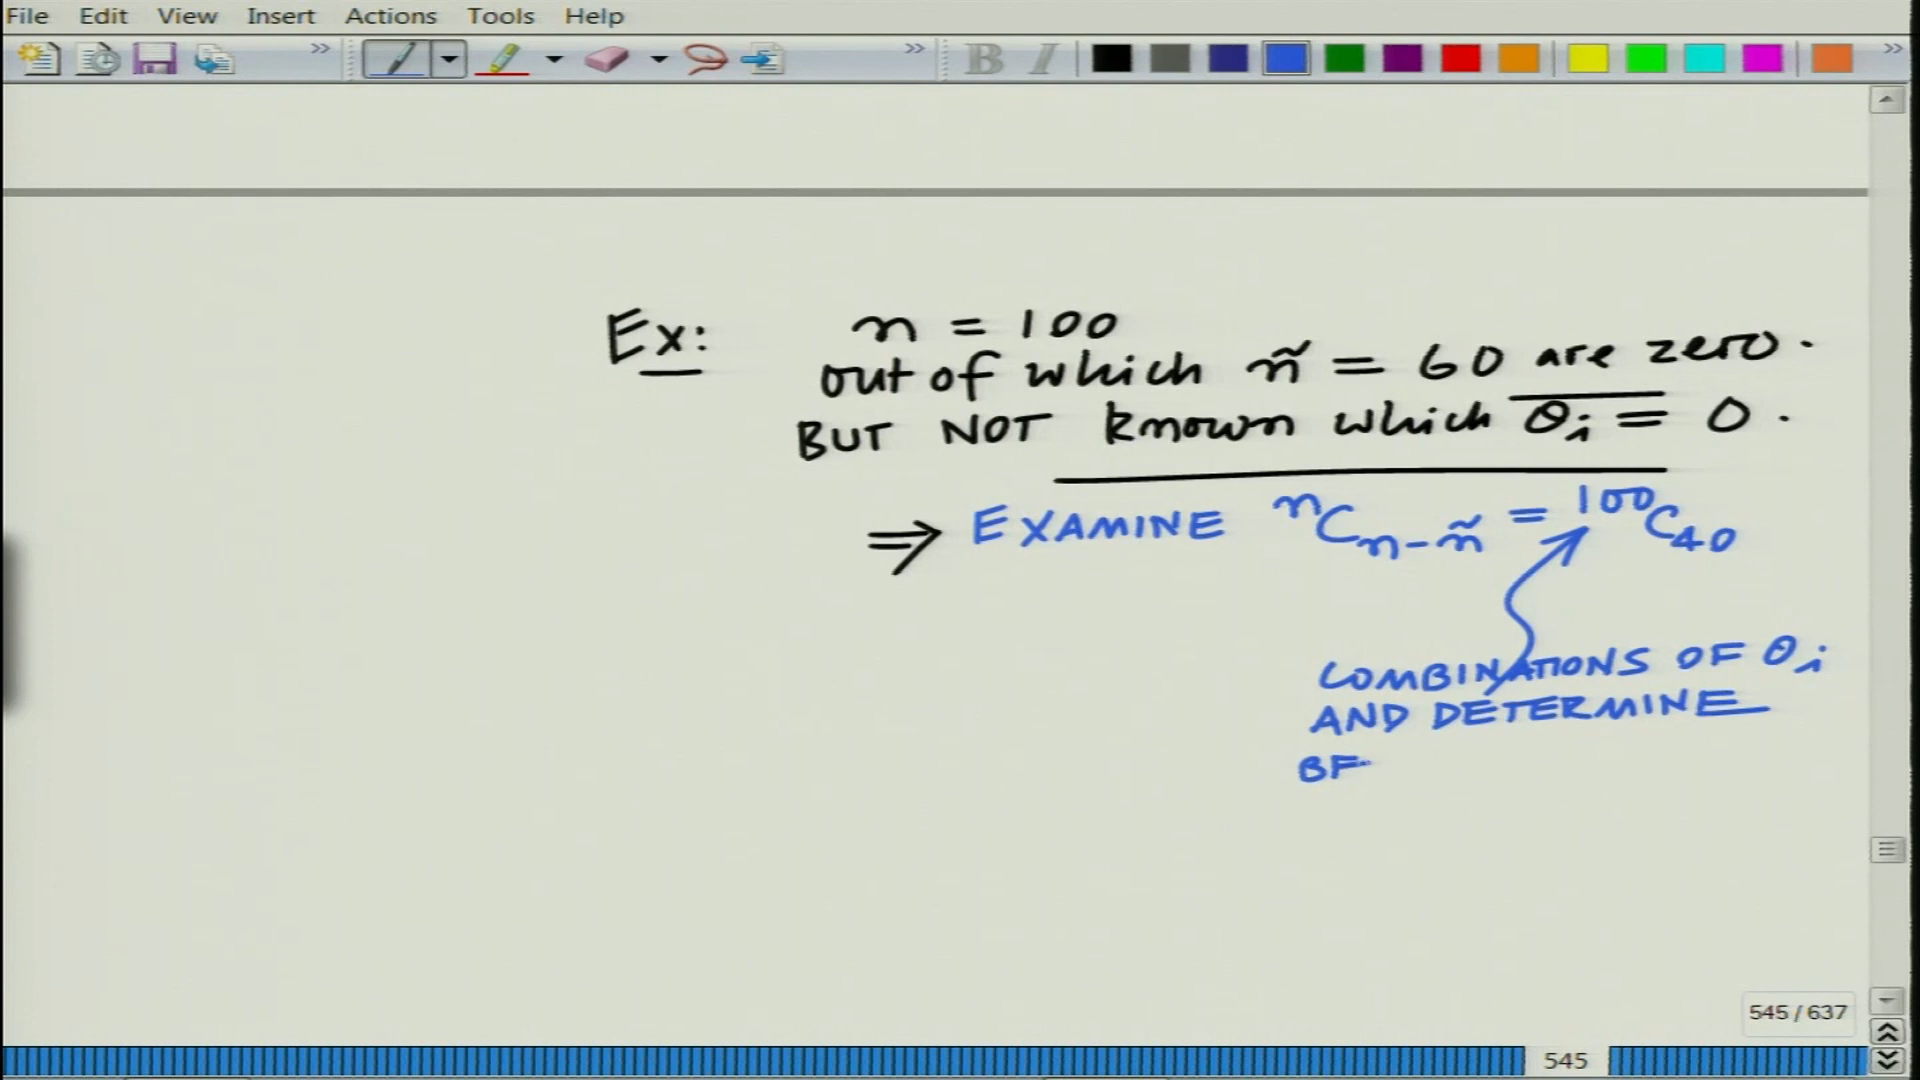 File Edit View Insert Actions Tools Help
B I
Ex: n = 100
out of which ñ = 60 are zero.
BUT NOT known which θi = 0.
⇒ EXAMINE ⁿCn-ñ = ¹⁰⁰C40
COMBINATIONS OF θi
AND DETERMINE
BF
545 / 637
545